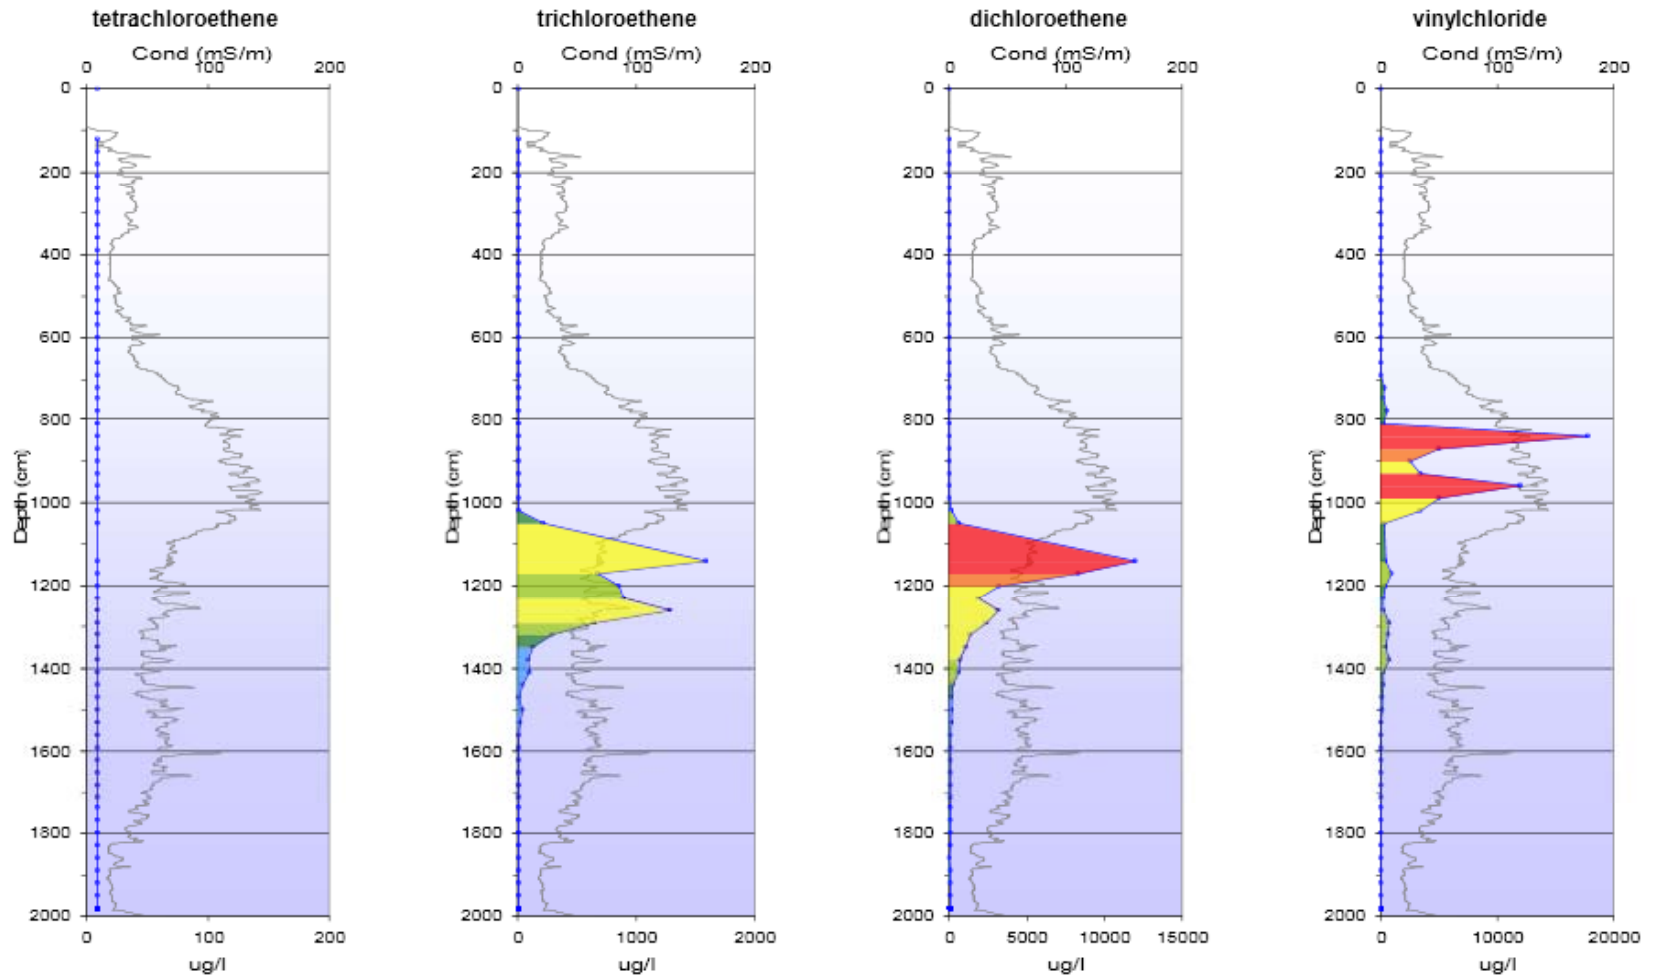 tetrachloroethene trichloroethene dichloroethene vinylchloride
Cond (mS/m) Cond (mS/m) Cond (mS/m) Cond (mS/m)
0 100 200 0 100 200 0 100 200 0 100 200
0 0 0 0
200 200 200 200
400 400 400 400
600 600 600 600
800 800 800 800
Depth (cm) Depth (cm) Depth (cm) Depth (cm)
1000 1000 1000 1000
1200 1200 1200 1200
1400 1400 1400 1400
1600 1600 1600 1600
1800 1800 1800 1800
2000 2000 2000 2000
0 100 200 0 1000 2000 0 5000 10000 15000 0 10000 20000
ug/l ug/l ug/l ug/l